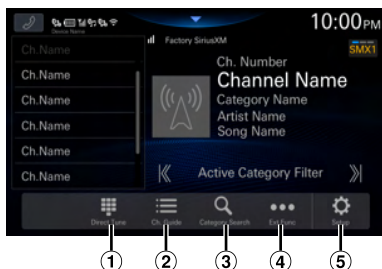 10:00PM
Device Name
Factory SiriusXM
SMX1
Ch.Name
Ch.Name
Ch.Name
Ch.Name
Ch.Name
Ch.Name
Ch. Number
Channel Name
Category Name
Artist Name
Song Name
Active Category Filter
Direct Tune
Ch. Guide
Category Search
Ext.Func
Setup
1
2
3
4
5